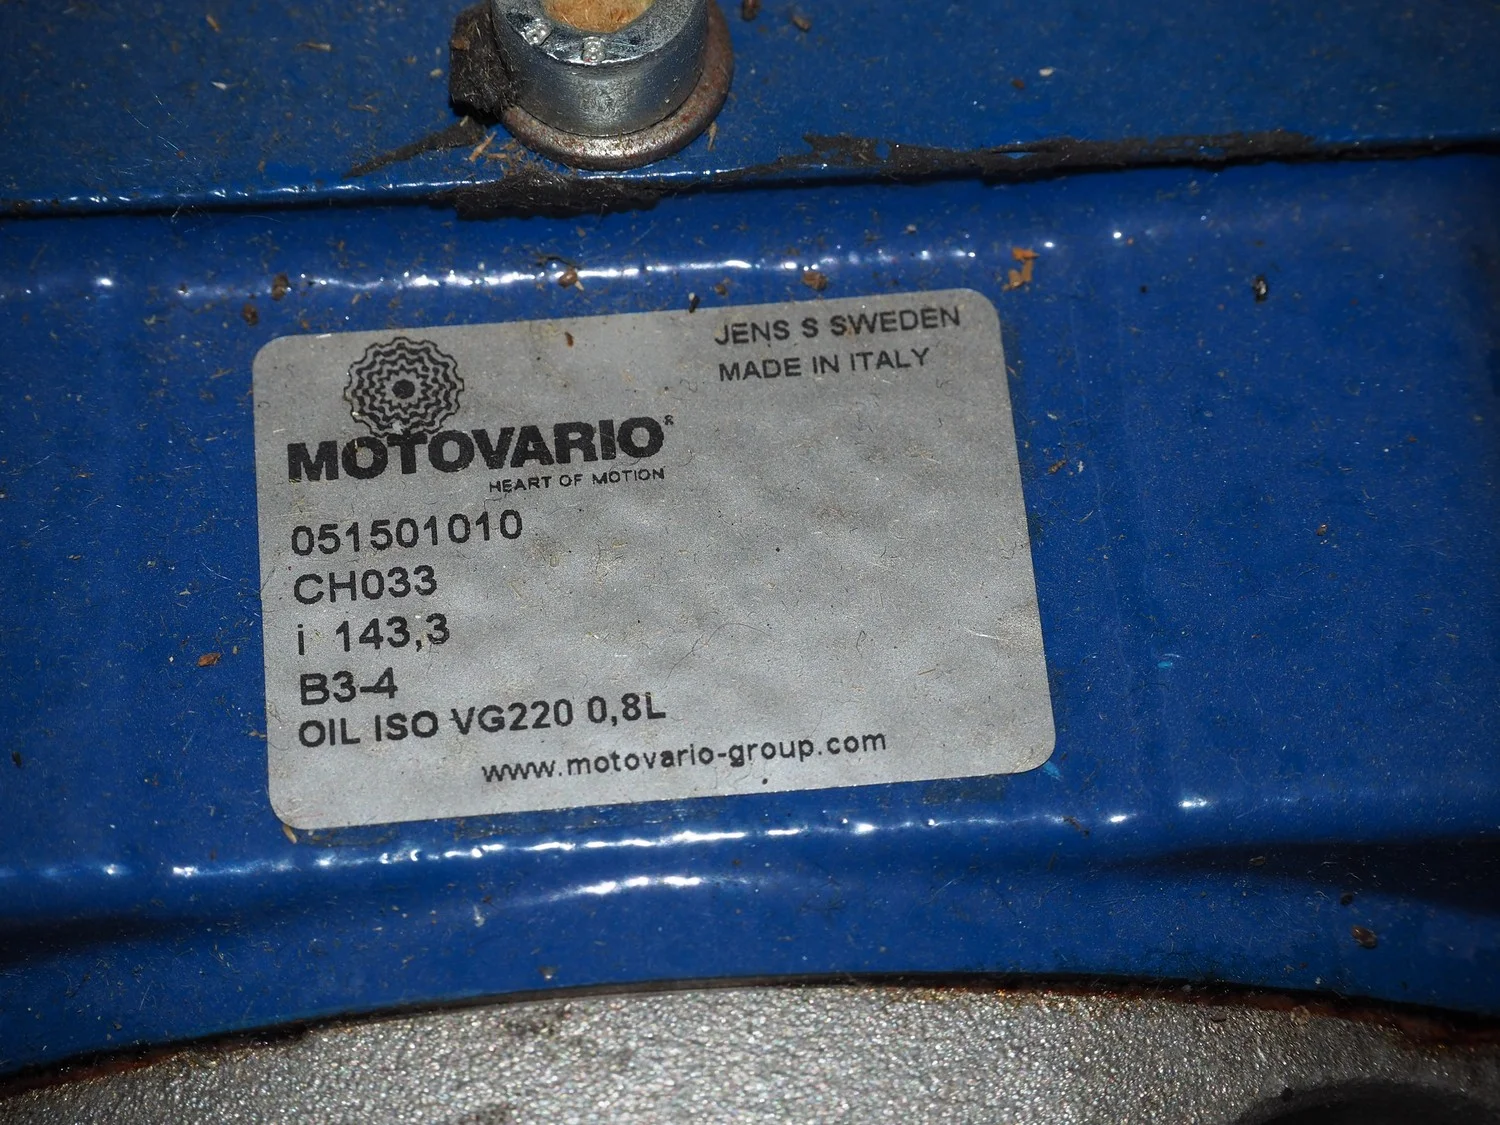 JENS S SWEDEN
MADE IN ITALY
MOTOVARIO®
HEART OF MOTION
051501010
CH033
i 143,3
B3-4
OIL ISO VG220 0,8L
www.motovario-group.com